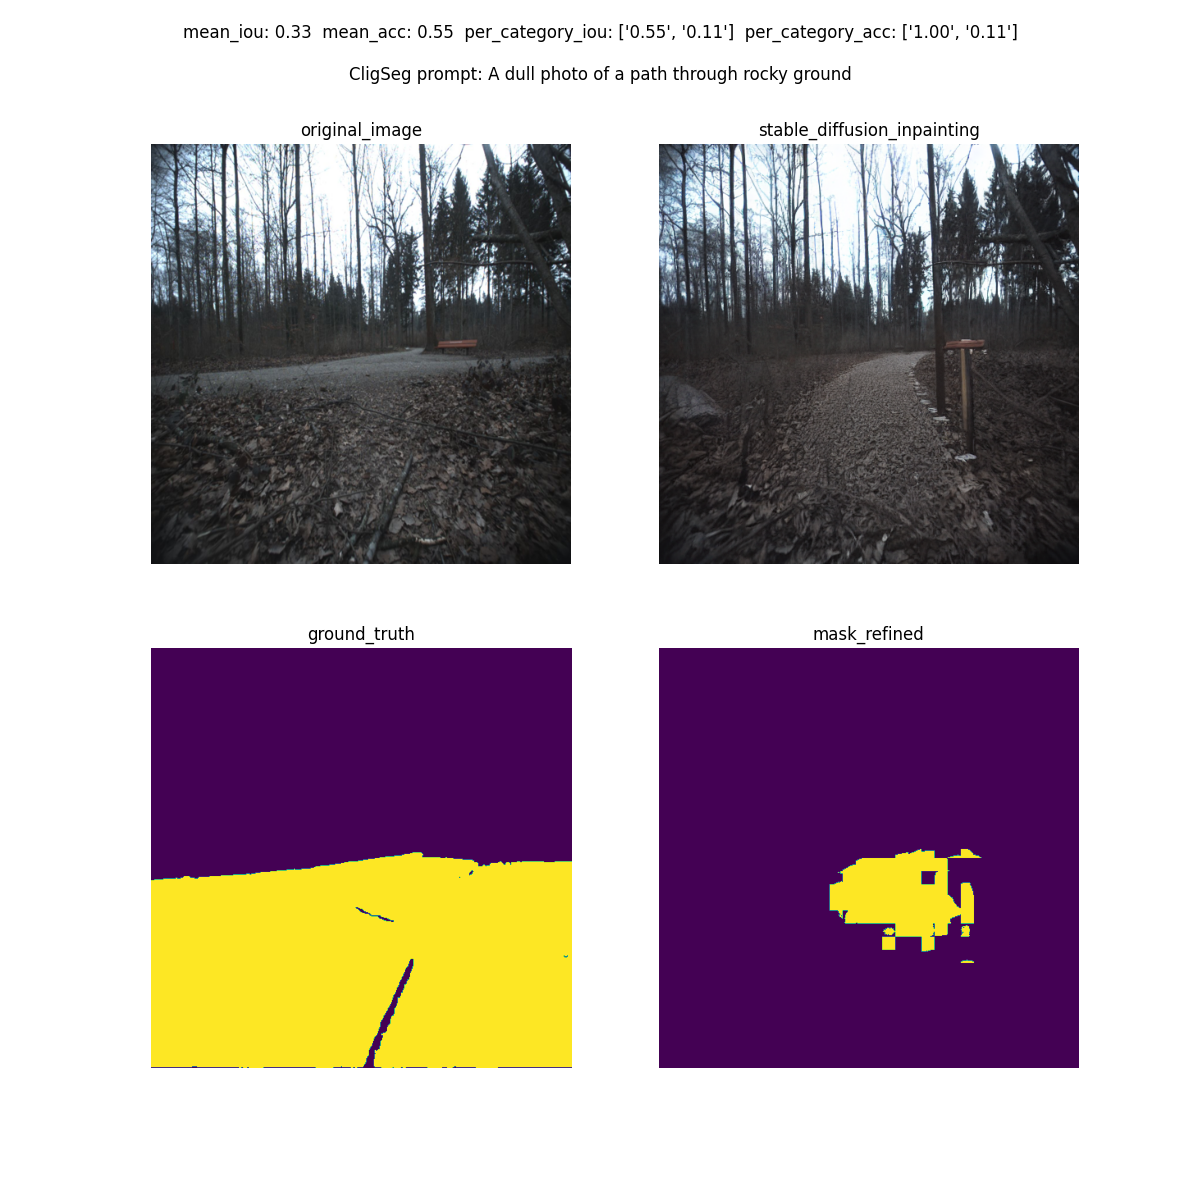 mean_iou: 0.33  mean_acc: 0.55  per_category_iou: ['0.55', '0.11']  per_category_acc: ['1.00', '0.11']
CligSeg prompt: A dull photo of a path through rocky ground
original_image
stable_diffusion_inpainting
ground_truth
mask_refined